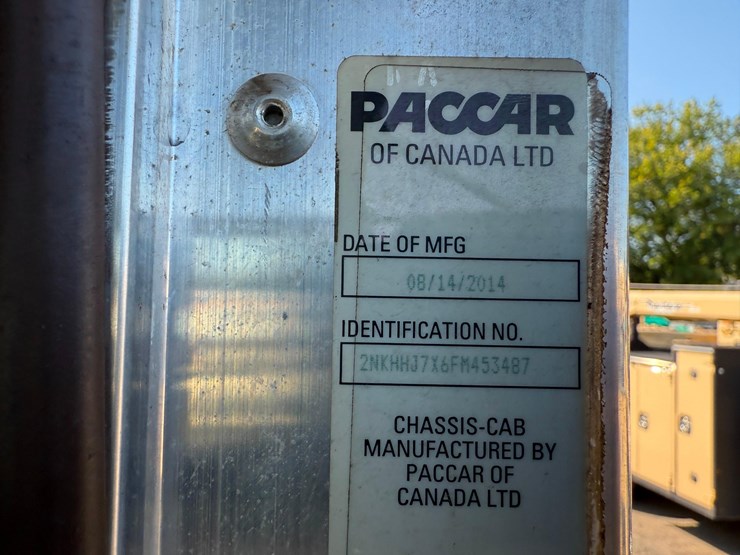 PACCAR
OF CANADA LTD
DATE OF MFG
08/14/2014
IDENTIFICATION NO.
2NKHHJ7X6FM453487
CHASSIS-CAB
MANUFACTURED BY
PACCAR OF
CANADA LTD